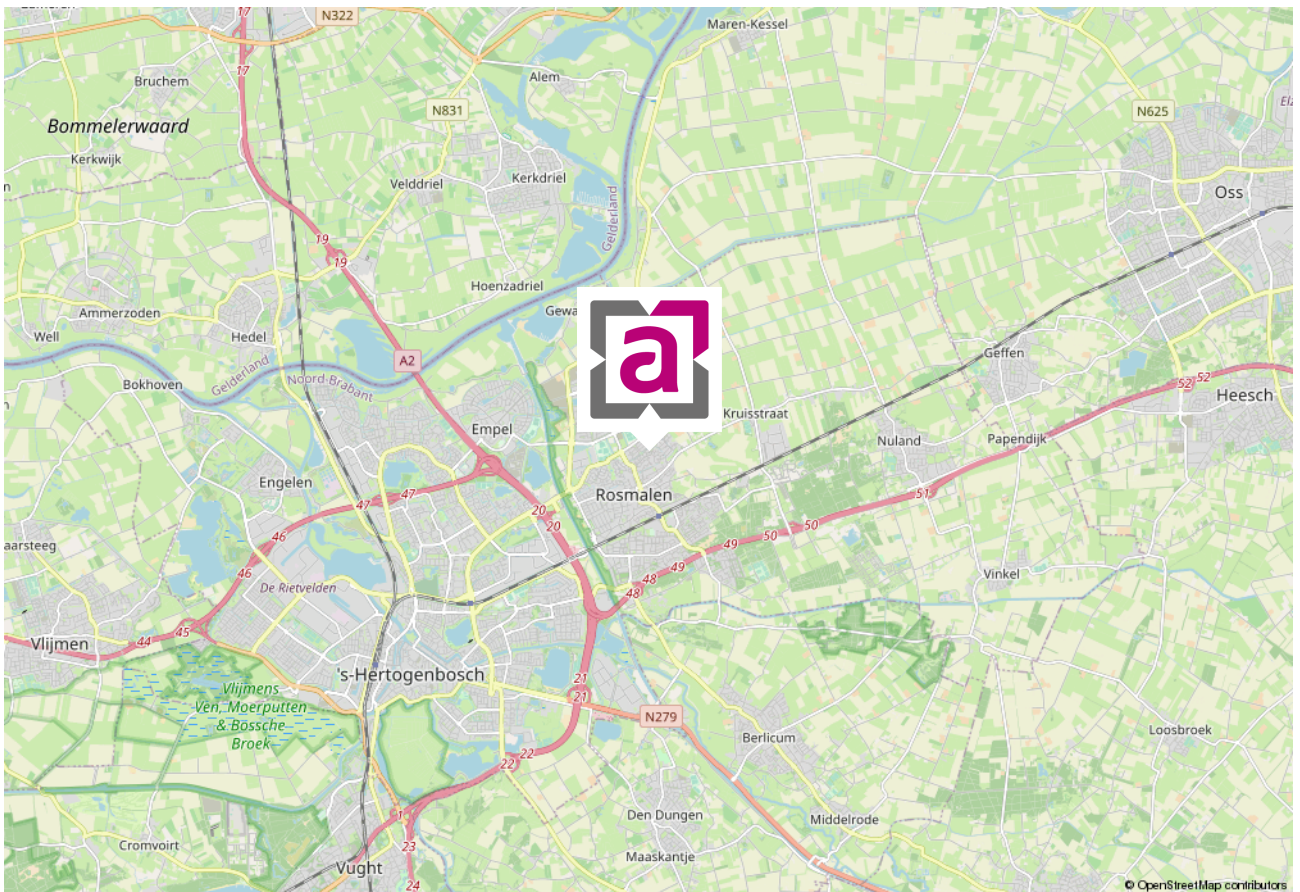 N322
17
Maren-Kessel
17
Bruchem
Alem
N831
N625
Bommelerwaard
Kerkwijk
Velddriel
Kerkdriel
Oss
Gelderland
19
19
Hoenzadriel
Ammerzoden
Gewa
Well
Hedel
a
A2
Geffen
Gelderland
Noord-Brabant
Bokhoven
52
52
Heesch
Kruisstraat
Empel
Nuland
Papendijk
Engelen
47
47
Rosmalen
51
20
20
50
50
46
46
49
49
aarsteeg
De Rietvelden
48
48
Vinkel
Vlijmen
44
45
's-Hertogenbosch
21
21
Vlijmens
Ven, Moerputten
& Bossche
Broek
N279
Loosbroek
Berlicum
22
22
1
Den Dungen
Middelrode
Cromvoirt
23
Maaskantje
Vught
24
© OpenStreetMap contributors